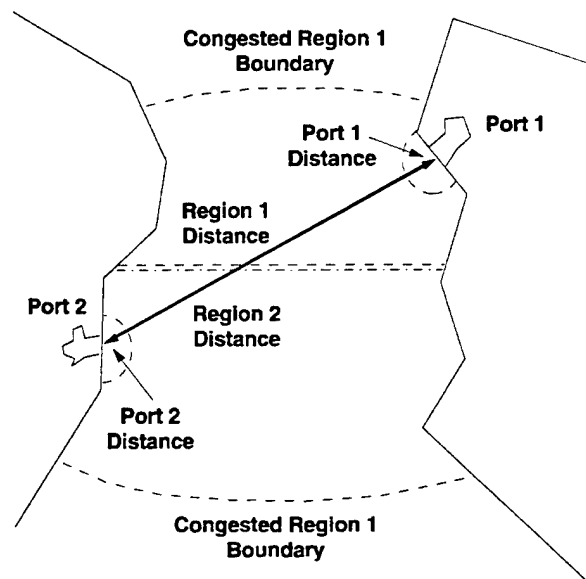 Congested Region 1
Boundary
Port 1
Port 1
Distance
Region 1
Distance
Port 2
Region 2
Distance
Port 2
Distance
Congested Region 1
Boundary